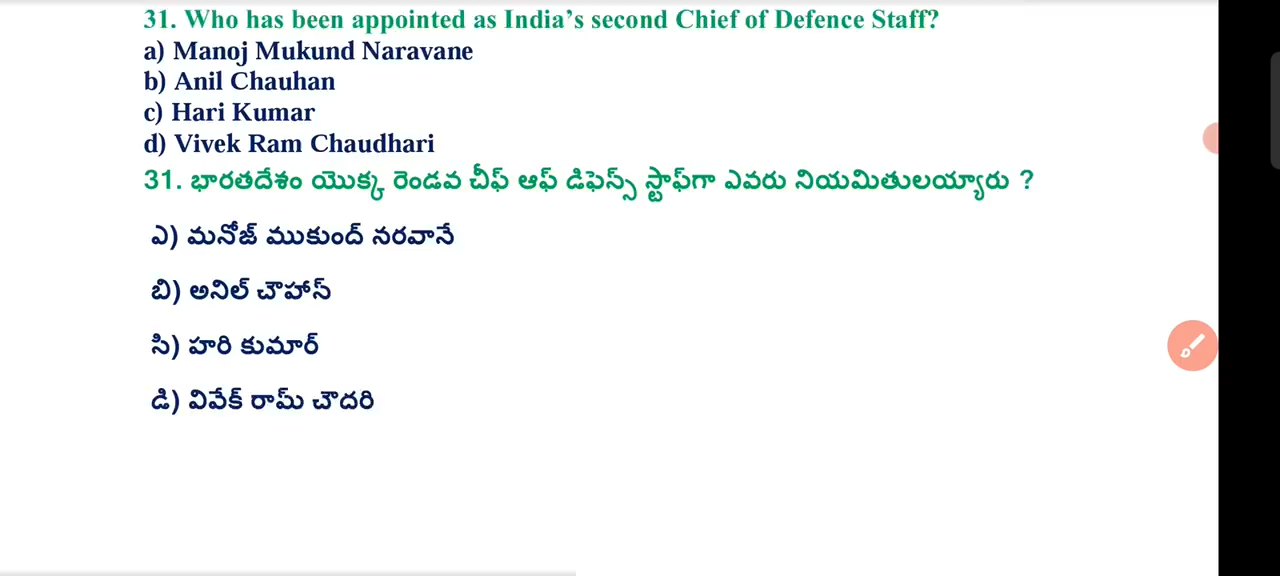 31. Who has been appointed as India’s second Chief of Defence Staff?
a) Manoj Mukund Naravane
b) Anil Chauhan
c) Hari Kumar
d) Vivek Ram Chaudhari
31. భారతదేశం యొక్క రెండవ చీఫ్ ఆఫ్ డిఫెన్స్ స్టాఫ్‌గా ఎవరు నియమితులయ్యారు ?
ఎ) మనోజ్ ముకుంద్ నరవానే
బి) అనిల్ చౌహాన్
సి) హరి కుమార్
డి) వివేక్ రామ్ చౌదరి